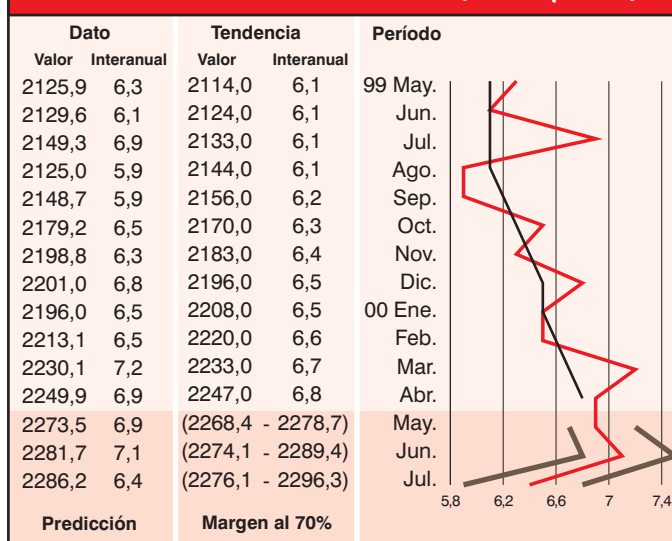 Dato Tendencia Período
Valor Interanual Valor Interanual
2125,9 6,3 2114,0 6,1 99 May.
2129,6 6,1 2124,0 6,1 Jun.
2149,3 6,9 2133,0 6,1 Jul.
2125,0 5,9 2144,0 6,1 Ago.
2148,7 5,9 2156,0 6,2 Sep.
2179,2 6,5 2170,0 6,3 Oct.
2198,8 6,3 2183,0 6,4 Nov.
2201,0 6,8 2196,0 6,5 Dic.
2196,0 6,5 2208,0 6,5 00 Ene.
2213,1 6,5 2220,0 6,6 Feb.
2230,1 7,2 2233,0 6,7 Mar.
2249,9 6,9 2247,0 6,8 Abr.
2273,5 6,9 (2268,4 - 2278,7) May.
2281,7 7,1 (2274,1 - 2289,4) Jun.
2286,2 6,4 (2276,1 - 2296,3) Jul.
5,8 6,2 6,6 7 7,4
Predicción Margen al 70%